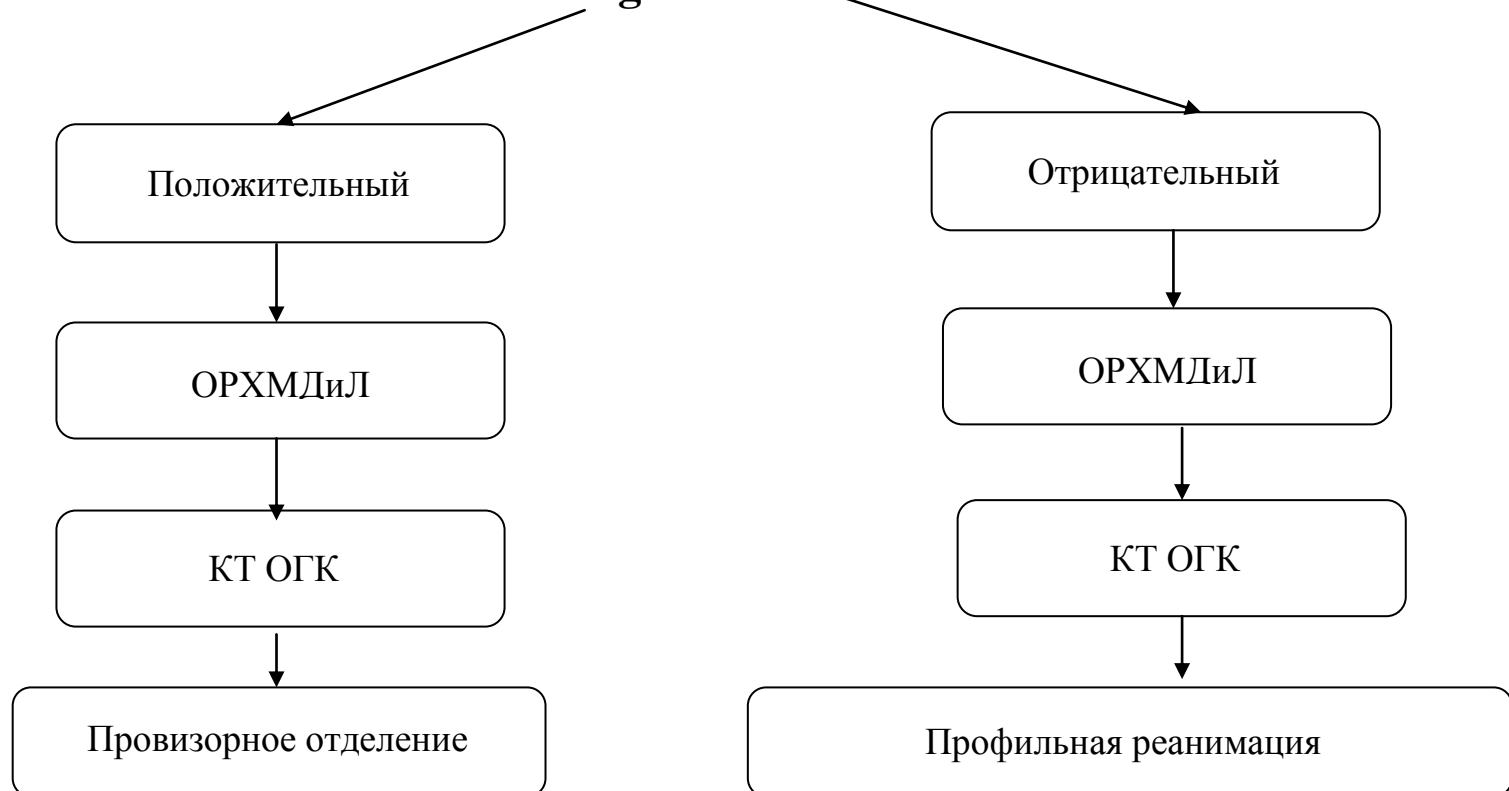 Положительный
Отрицательный
ОРХМДиЛ
ОРХМДиЛ
КТ ОГК
КТ ОГК
Провизорное отделение
Профильная реанимация